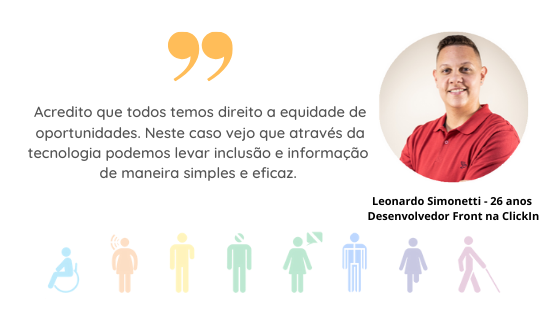 Acredito que todos temos direito a equidade de
oportunidades. Neste caso vejo que através da
tecnologia podemos levar inclusão e informação
de maneira simples e eficaz.
Leonardo Simonetti - 26 anos
Desenvolvedor Front na ClickIn